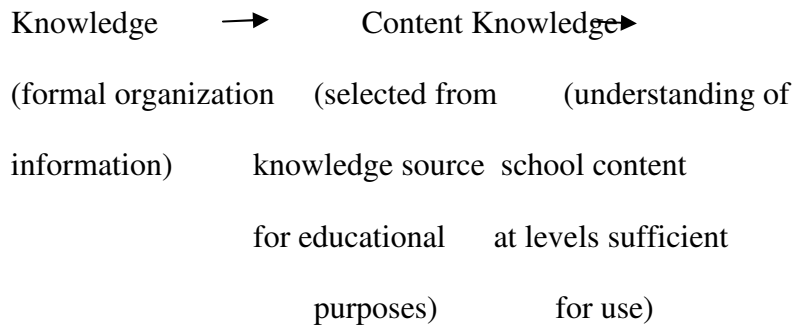 Knowledge Content Knowledge
(formal organization (selected from (understanding of
information) knowledge source school content
for educational at levels sufficient
purposes) for use)